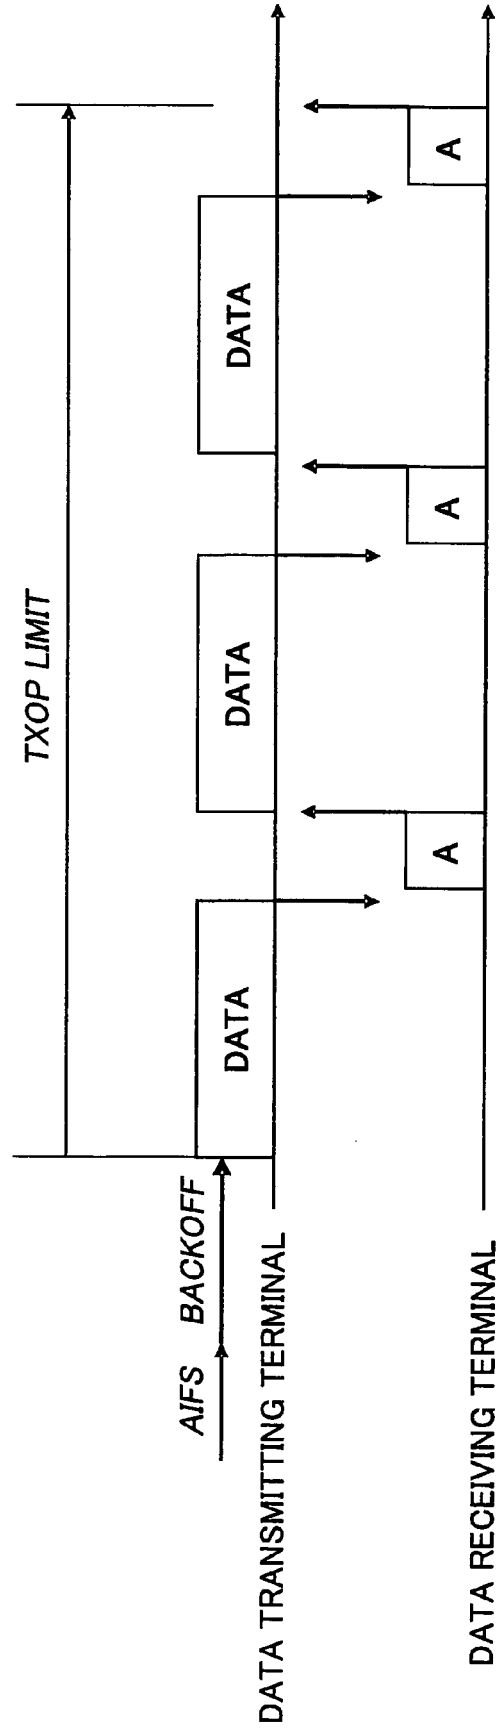 TXOP LIMIT
AIFS BACKOFF
DATA DATA DATA
DATA TRANSMITTING TERMINAL
A A A
DATA RECEIVING TERMINAL